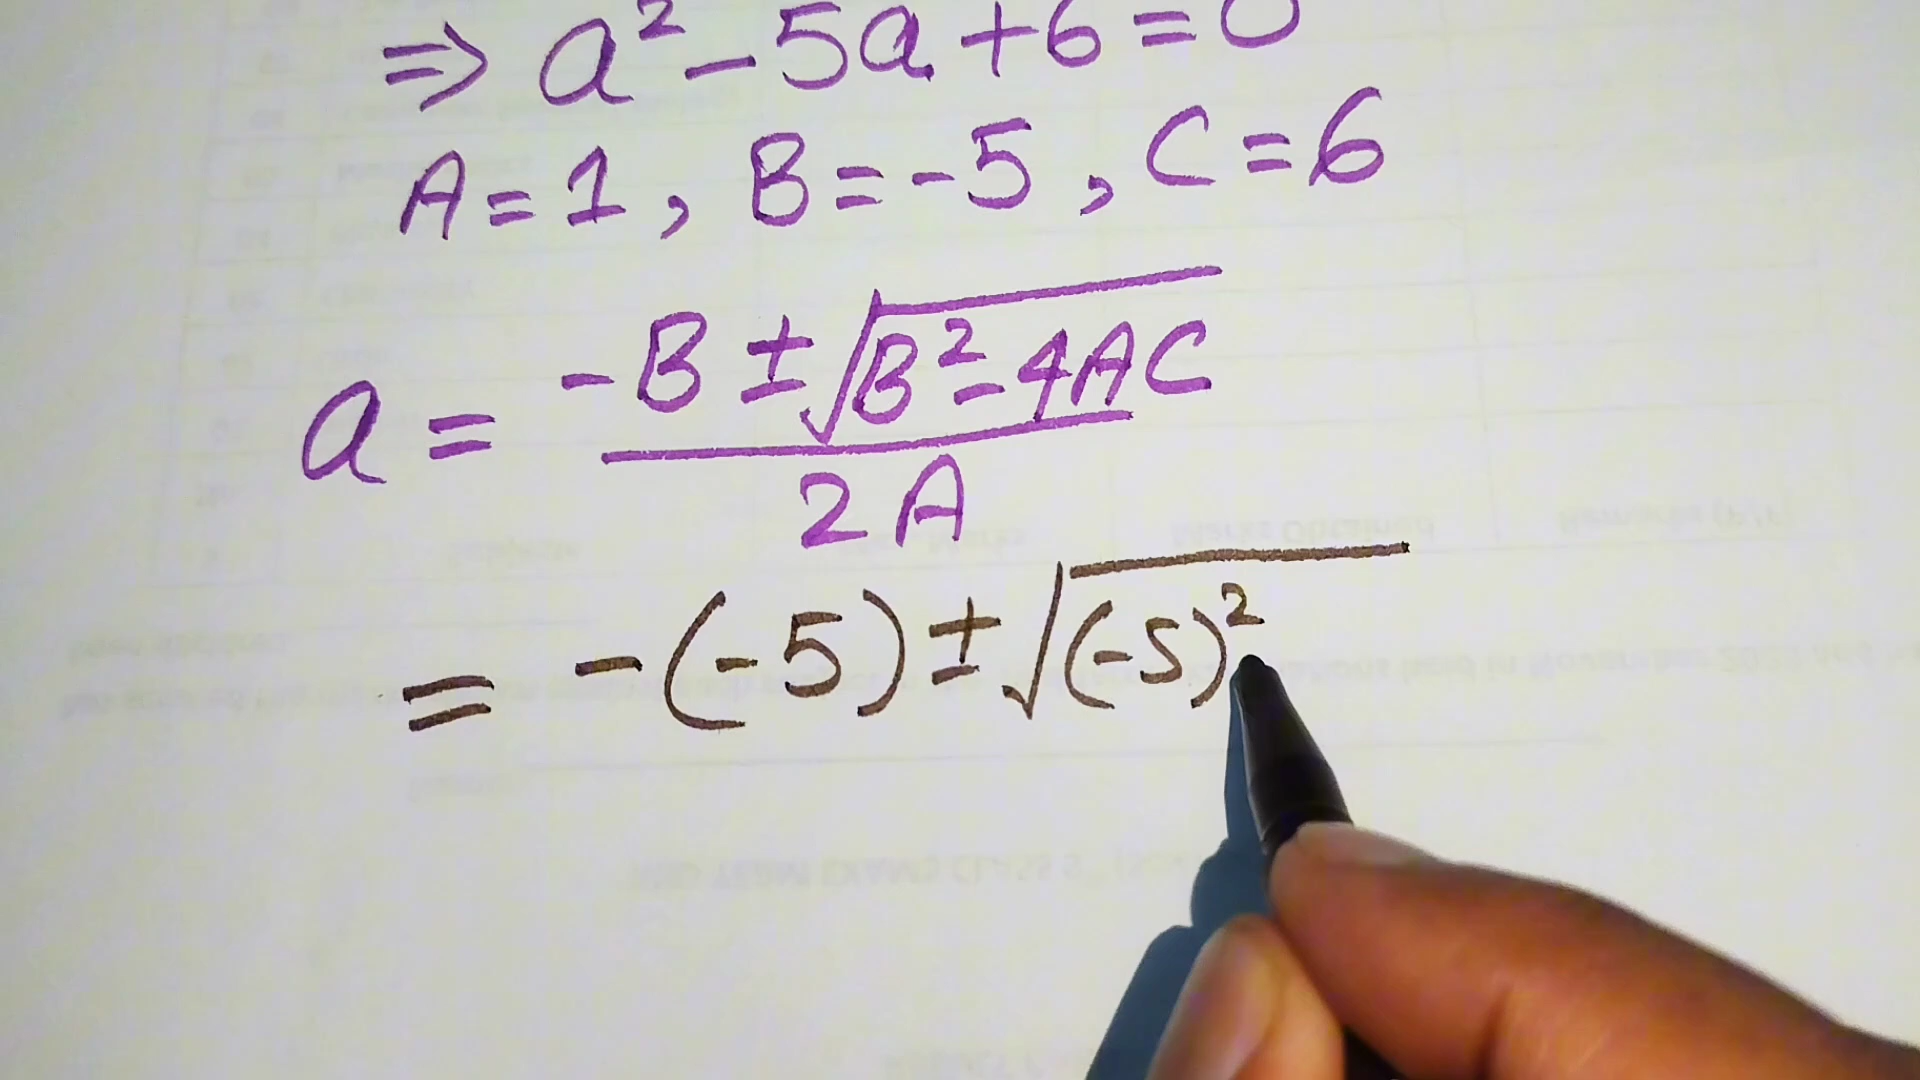 ⇒ a² - 5a + 6 = 0
A = 1 , B = -5 , C = 6
a = (-B ± √(B² - 4AC)) / 2A
= -(-5) ± √(-5)²